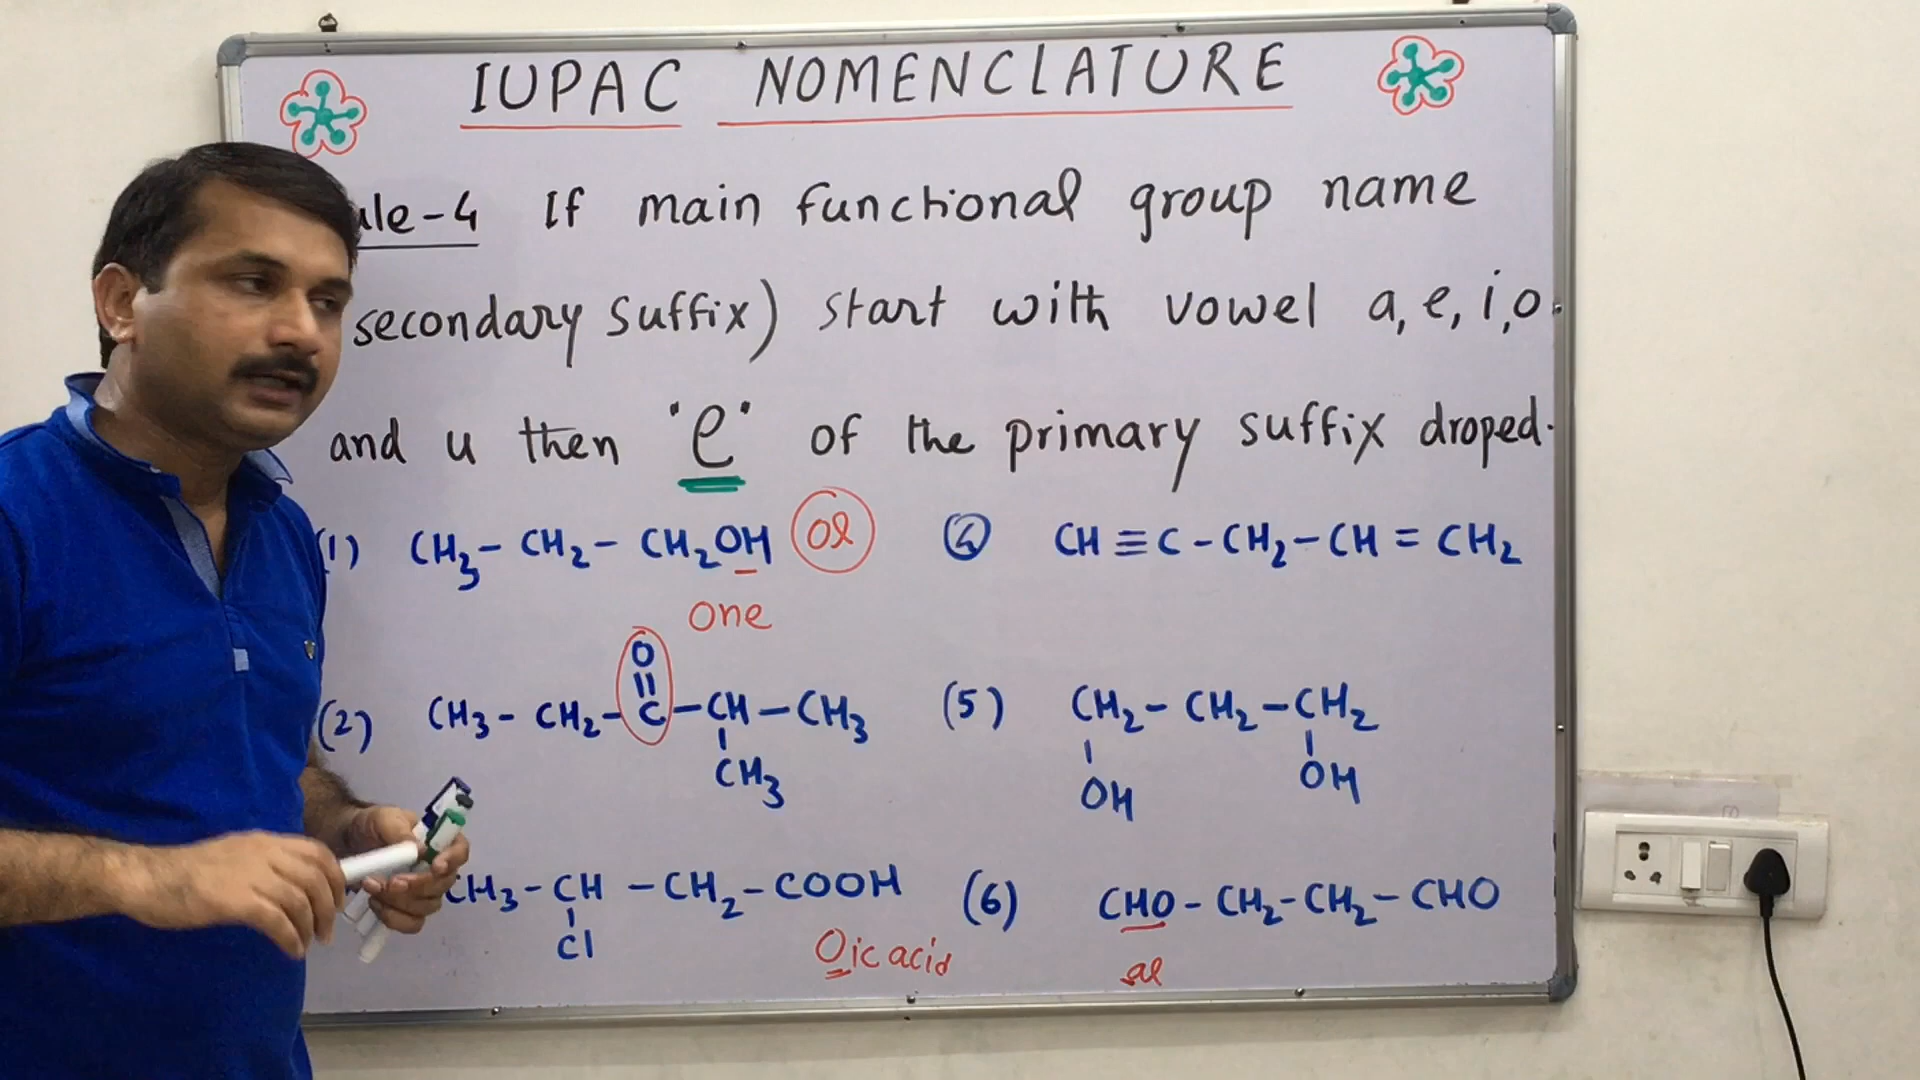 IUPAC NOMENCLATURE
ule-4 If main functional group name
secondary suffix) start with vowel a, e, i, o
and u then "e" of the primary suffix droped.
(1) CH3 - CH2 - CH2OH Ol
one
(2) CH3 - CH2 - C - CH - CH3
O
||
CH3
CH3 - CH - CH2 - COOH
Cl
Oic acid
④ CH ≡ C - CH2 - CH = CH2
(5) CH2 - CH2 - CH2
OH OH
(6) CHO - CH2 - CH2 - CHO
al